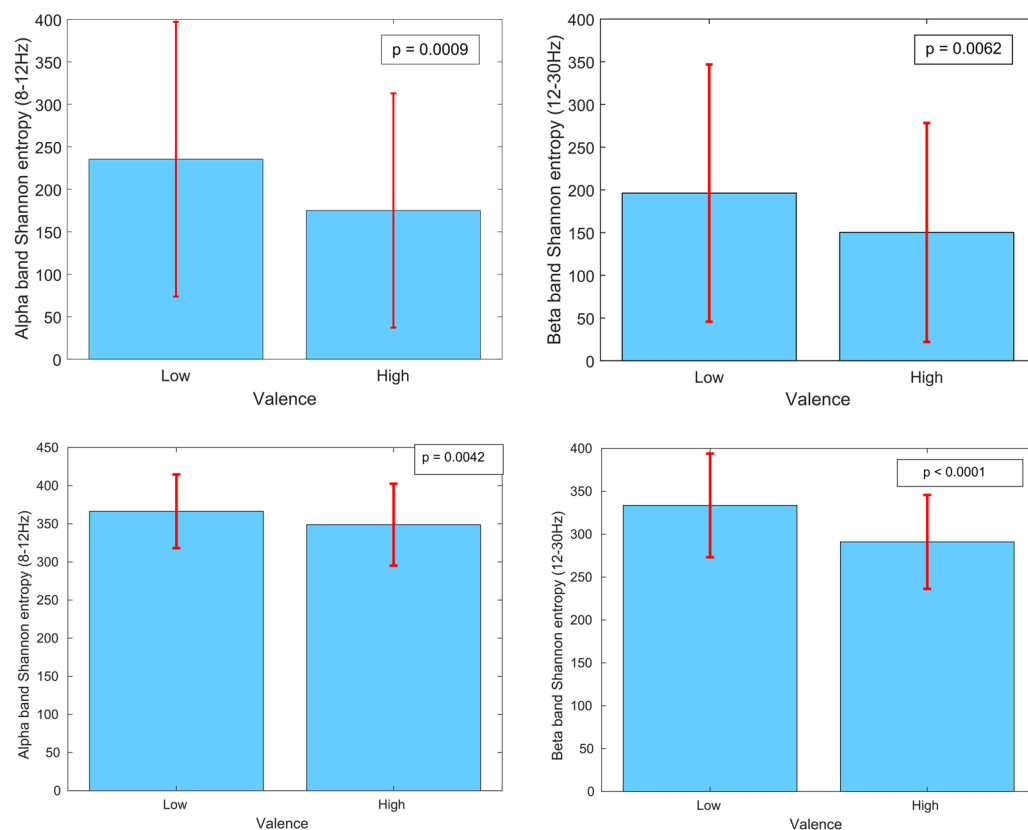 Alpha band Shannon entropy (8-12Hz)
400
350
300
250
200
150
100
50
0
p = 0.0009
Low
High
Valence
Beta band Shannon entropy (12-30Hz)
400
350
300
250
200
150
100
50
0
p = 0.0062
Low
High
Valence
Alpha band Shannon entropy (8-12Hz)
450
400
350
300
250
200
150
100
50
0
p = 0.0042
Low
High
Valence
Beta band Shannon entropy (12-30Hz)
400
350
300
250
200
150
100
50
0
p < 0.0001
Low
High
Valence